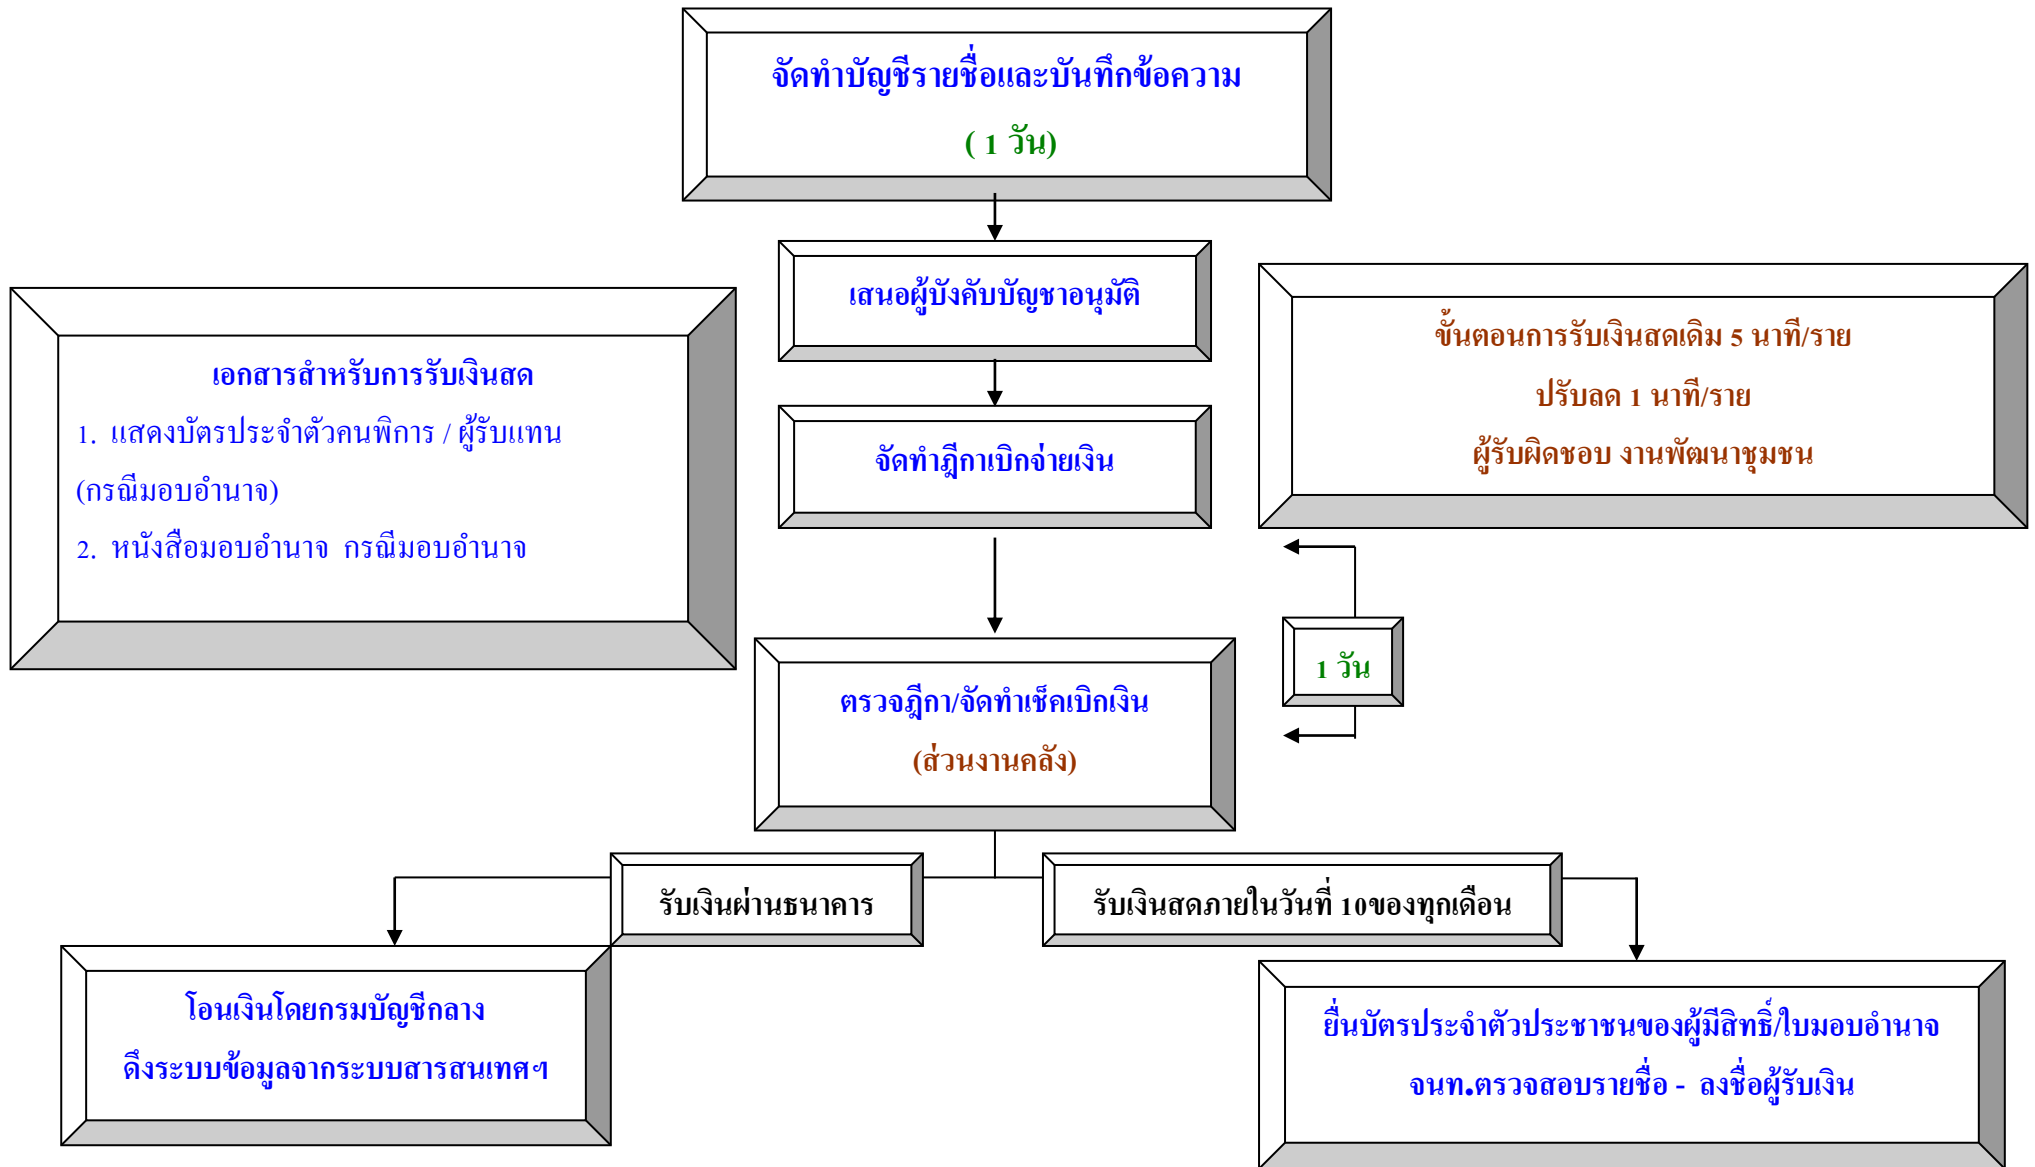 จัดทำบัญชีรายชื่อและบันทึกข้อความ
( 1 วัน)
เสนอผู้บังคับบัญชาอนุมัติ
เอกสารสำหรับการรับเงินสด
1. แสดงบัตรประจำตัวคนพิการ / ผู้รับแทน
(กรณีมอบอำนาจ)
2. หนังสือมอบอำนาจ กรณีมอบอำนาจ
ขั้นตอนการรับเงินสดเดิม 5 นาที/ราย
ปรับลด 1 นาที/ราย
ผู้รับผิดชอบ งานพัฒนาชุมชน
จัดทำฎีกาเบิกจ่ายเงิน
1 วัน
ตรวจฎีกา/จัดทำเช็คเบิกเงิน
(ส่วนงานคลัง)
รับเงินผ่านธนาคาร
รับเงินสดภายในวันที่ 10ของทุกเดือน
โอนเงินโดยกรมบัญชีกลาง
ดึงระบบข้อมูลจากระบบสารสนเทศฯ
ยื่นบัตรประจำตัวประชาชนของผู้มีสิทธิ์/ใบมอบอำนาจ
จนท.ตรวจสอบรายชื่อ - ลงชื่อผู้รับเงิน